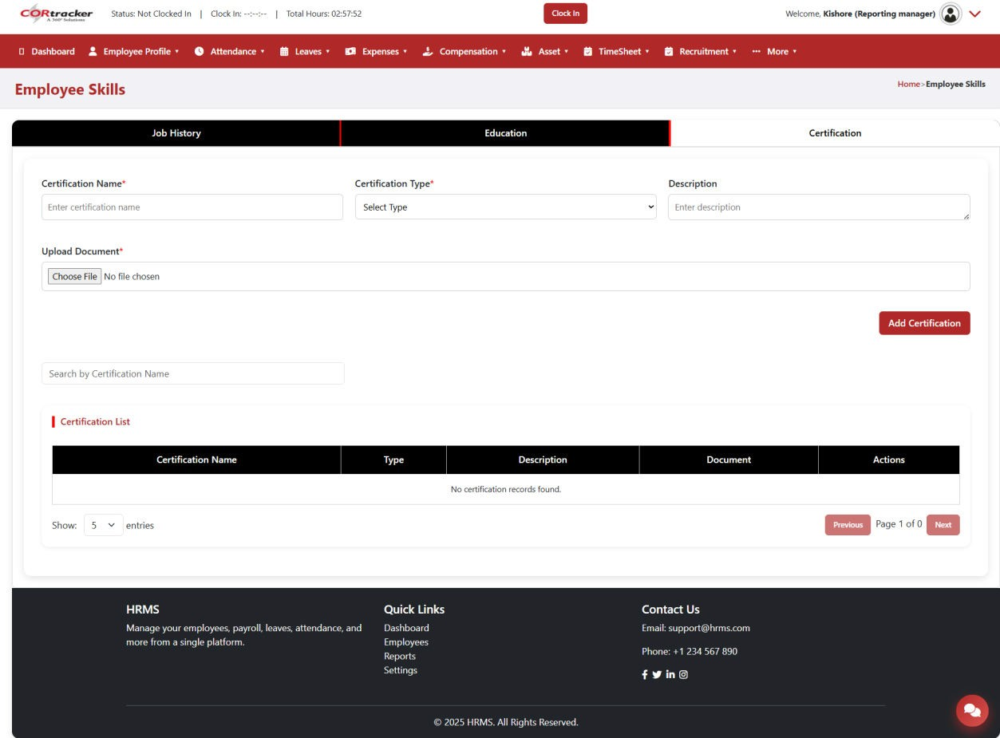 CORtracker
A 360° Solutions
Status: Not Clocked In | Clock In: --:--:-- | Total Hours: 02:57:52
Clock In
Welcome, Kishore (Reporting manager)
Dashboard Employee Profile Attendance Leaves Expenses Compensation Asset TimeSheet Recruitment More
Employee Skills
Home > Employee Skills
Job History Education Certification
Certification Name* Certification Type* Description
Enter certification name Select Type Enter description
Upload Document*
Choose File No file chosen
Add Certification
Search by Certification Name
Certification List
Certification Name Type Description Document Actions
No certification records found.
Show: 5 entries
Previous Page 1 of 0 Next
HRMS
Manage your employees, payroll, leaves, attendance, and
more from a single platform.
Quick Links
Dashboard
Employees
Reports
Settings
Contact Us
Email: support@hrms.com
Phone: +1 234 567 890
© 2025 HRMS. All Rights Reserved.